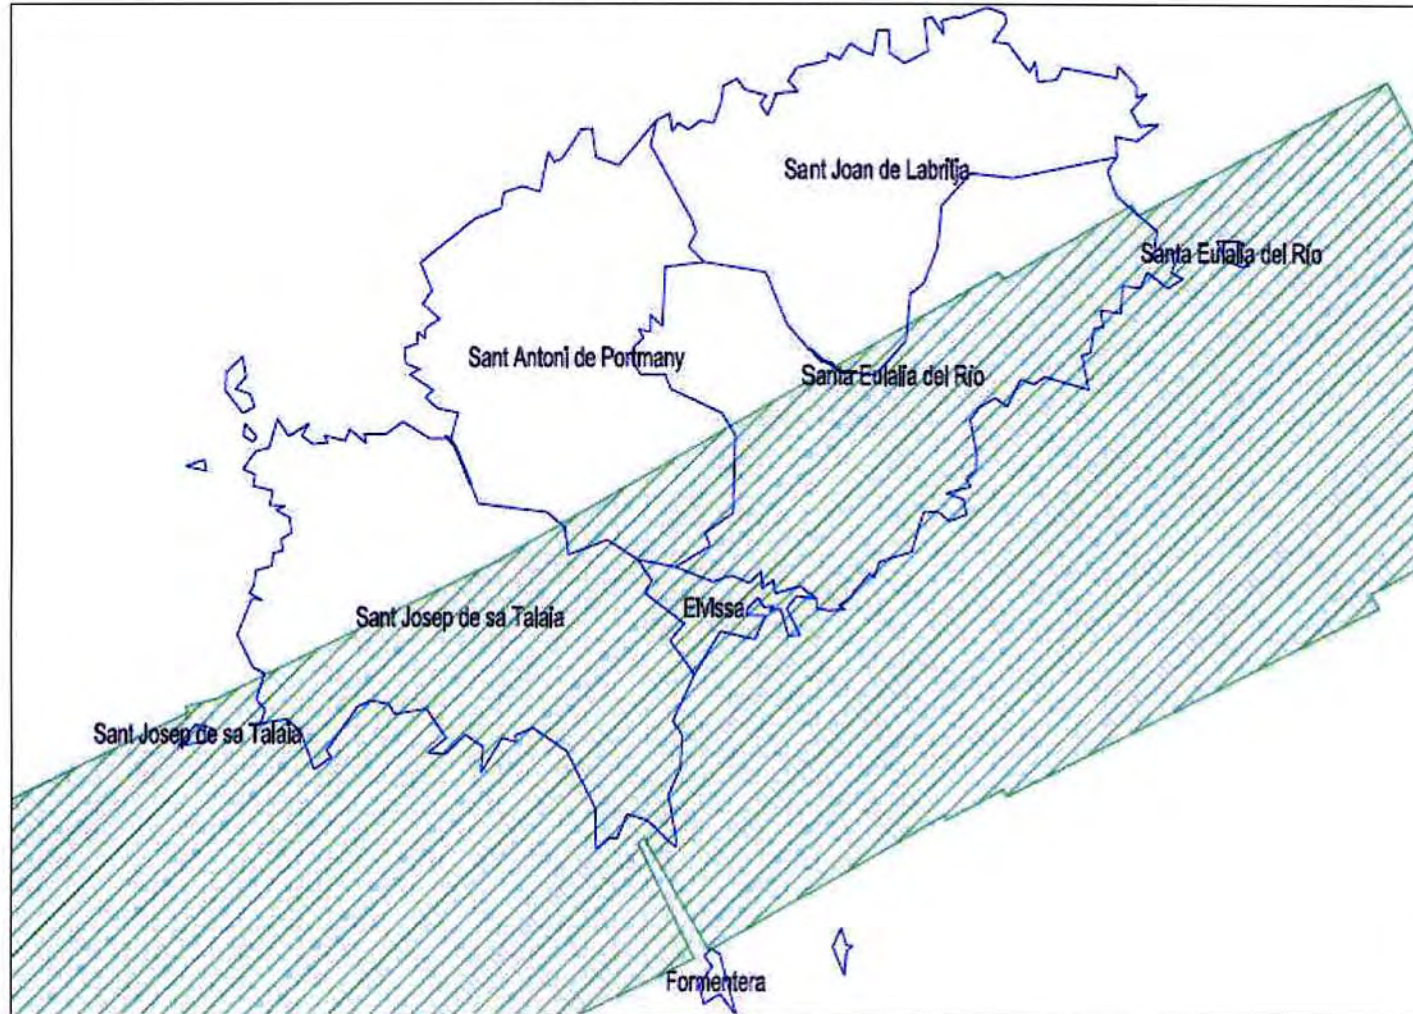 Sant Joan de Labritja
Santa Eulalia del Río
Sant Antoni de Portmany
Santa Eulalia del Río
Eivissa
Sant Josep de sa Talaia
Sant Josep de sa Talaia
Formentera